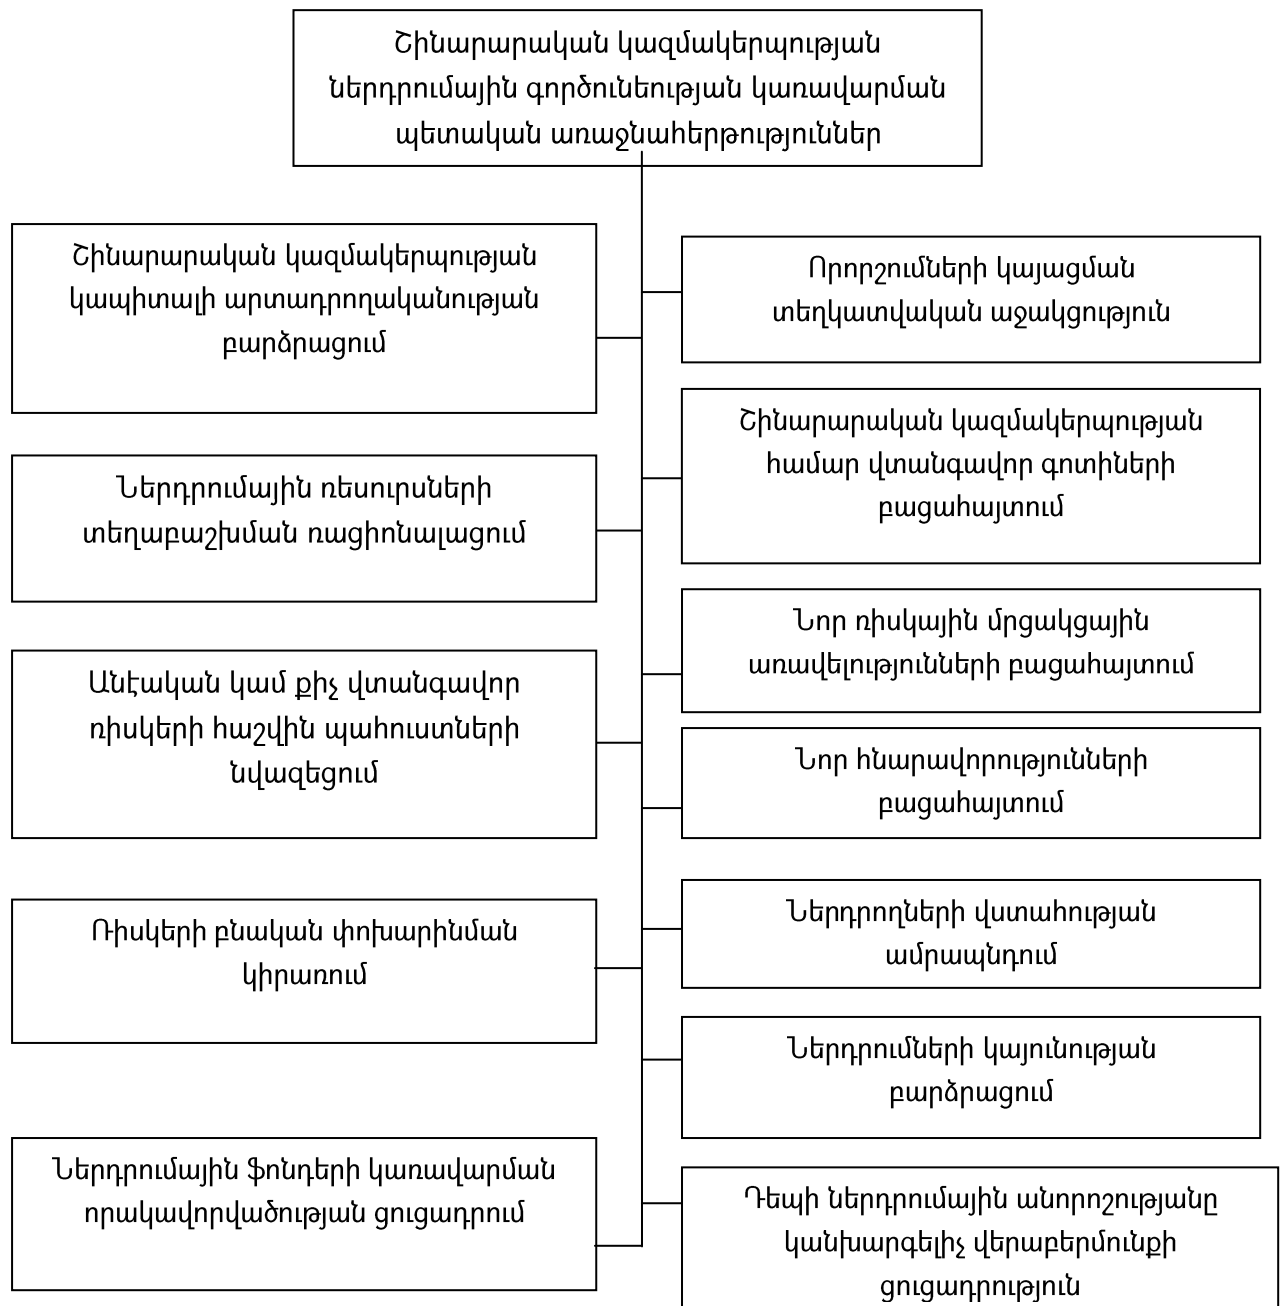 Շինարարական կազմակերպության
ներդրումային գործունեության կառավարման
պետական առաջնահերթություններ
Շինարարական կազմակերպության
կապիտալի արտադրողականության
բարձրացում
Ներդրումային ռեսուրսների
տեղաբաշխման ռացիոնալացում
Անէական կամ քիչ վտանգավոր
ռիսկերի հաշվին պահուստների
նվազեցում
Ռիսկերի բնական փոխարինման
կիրառում
Ներդրումային ֆոնդերի կառավարման
որակավորվածության ցուցադրում
Որորշումների կայացման
տեղկատվական աջակցություն
Շինարարական կազմակերպության
համար վտանգավոր գոտիների
բացահայտում
Նոր ռիսկային մրցակցային
առավելությունների բացահայտում
Նոր հնարավորությունների
բացահայտում
Ներդրողների վստահության
ամրապնդում
Ներդրումների կայունության
բարձրացում
Դեպի ներդրումային անորոշությանը
կանխարգելիչ վերաբերմունքի
ցուցադրություն